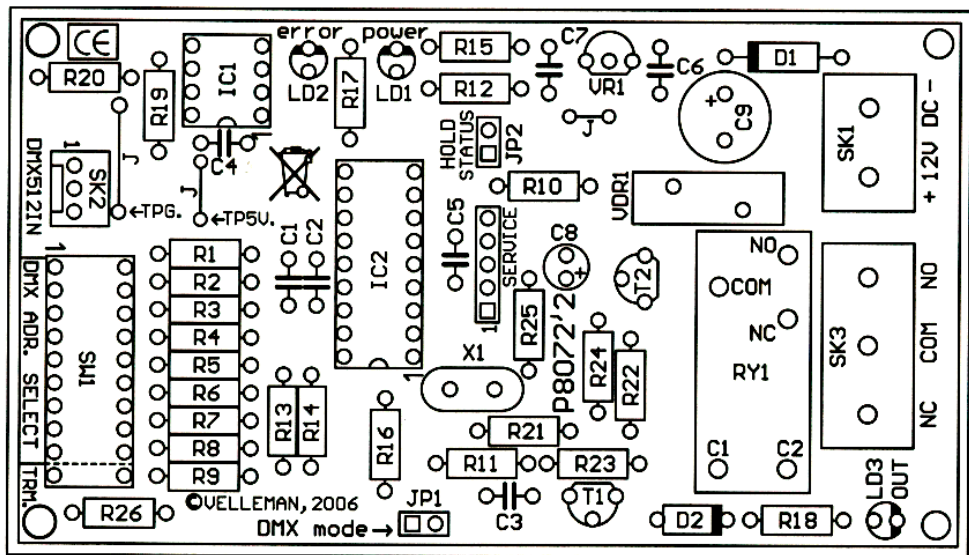 CE
error
power
R20
R19
IC1
LD2
R17
LD1
R15
R12
C7
VR1
C6
D1
C4
J
J
J
HOLD
STATUS
JP2
+
C9
SK1
+ 12V DC -
DMX512IN
1
SK2
←TPG.
←TP5V.
R10
VDR1
C1
C2
IC2
1
C5
SERVICE
1
C8
+
T2
NO
COM
NC
RY1
C1
C2
SK3
NO
COM
NC
1
DMX ADR. SELECT
TRM.
SW1
R1
R2
R3
R4
R5
R6
R7
R8
R9
R13
R14
R16
X1
R25
P8072'2
R24
R22
R21
R11
R23
C3
T1
D2
R18
LD3
OUT
R26
©VELLEMAN, 2006
DMX mode→
JP1